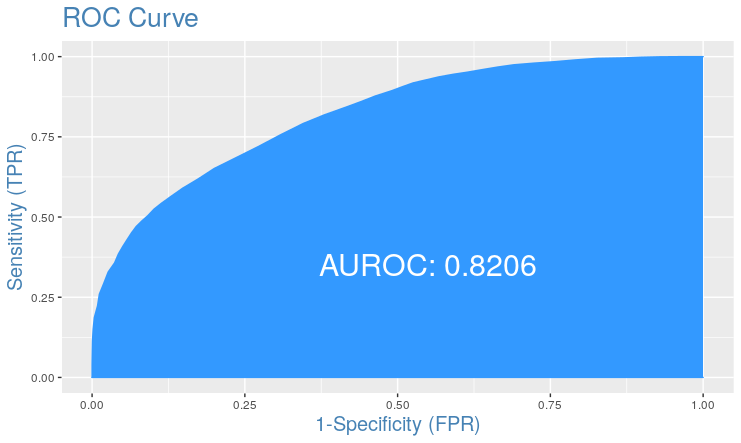 ROC Curve
1.00
0.75
0.50
0.25
0.00
Sensitivity (TPR)
AUROC: 0.8206
0.00 0.25 0.50 0.75 1.00
1-Specificity (FPR)